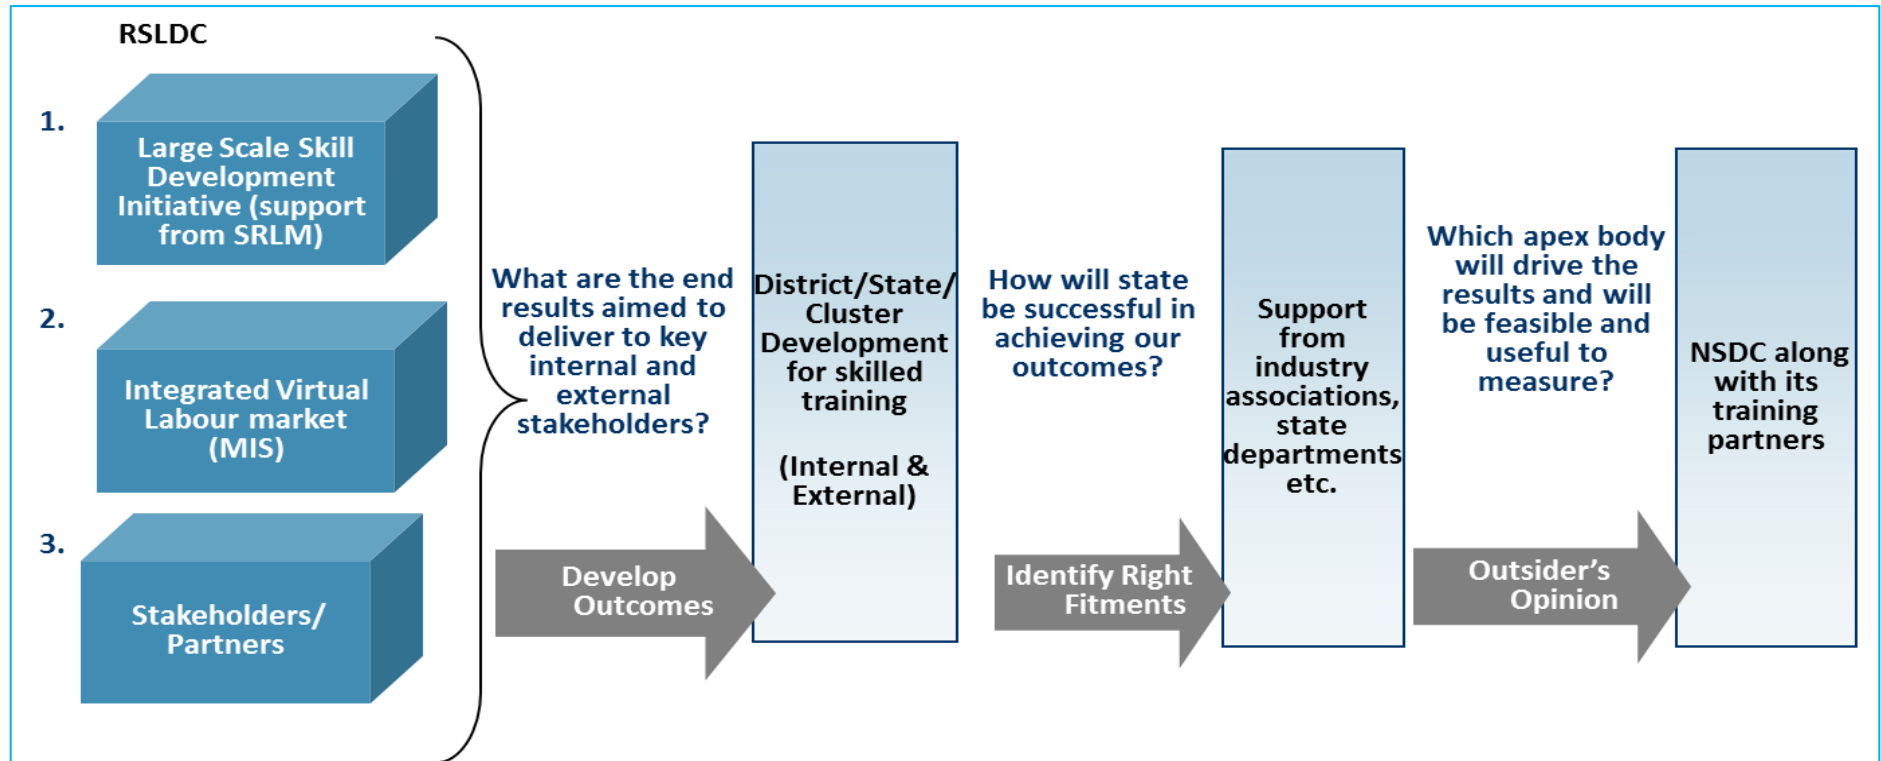 RSLDC
1.
Large Scale Skill
Development
Initiative (support
from SRLM)
2.
Integrated Virtual
Labour market
(MIS)
3.
Stakeholders/
Partners
What are the end
results aimed to
deliver to key
internal and
external
stakeholders?
Develop
Outcomes
District/State/
Cluster
Development
for skilled
training
(Internal &
External)
How will state
be successful in
achieving our
outcomes?
Identify Right
Fitments
Support
from
industry
associations,
state
departments
etc.
Which apex body
will drive the
results and will
be feasible and
useful to
measure?
Outsider’s
Opinion
NSDC along
with its
training
partners